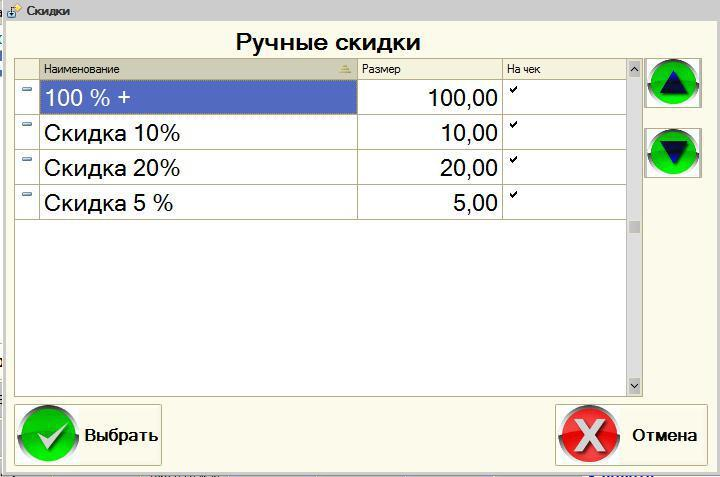 Скидки
Ручные скидки
Наименование Размер На чек
100 % + 100,00
Скидка 10% 10,00
Скидка 20% 20,00
Скидка 5 % 5,00
Выбрать Отмена